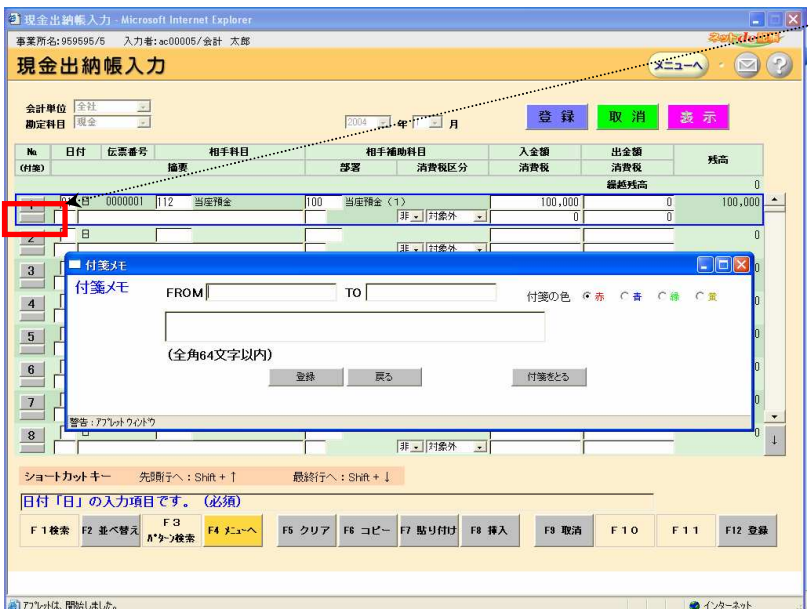 現金出納帳入力 - Microsoft Internet Explorer
事業所名:959595/5 入力者:ac00005/会計 太郎
現金出納帳入力
メニューへ
?
会計単位 全社
勘定科目 現金
2004 年 月
登 録 取 消 表 示
No. 日付 伝票番号 相手科目 相手補助科目 入金額 出金額 残高
(付箋) 摘要 部署 消費税区分 消費税 消費税
繰越残高 0
1 日 0000001 112 当座預金 100 当座預金(1) 100,000 0 100,000
非 対象外 0 0
2 日 0
非 対象外
付箋メモ
付箋メモ FROM TO 付箋の色 赤 青 緑 黄
(全角64文字以内)
登録 戻る 付箋をとる
警告:アプレット ウィンドウ
3 0
4 0
5 0
6 0
7 0
8 日 0
非 対象外
ショートカットキー 先頭行へ:Shift + ↑ 最終行へ:Shift + ↓
日付「日」の入力項目です。(必須)
F1検索 F2 並べ替え F3 パターン検索 F4 メニューへ F5 クリア F6 コピー F7 貼り付け F8 挿入 F9 取消 F10 F11 F12 登録
アプレットは、開始しました。 インターネット